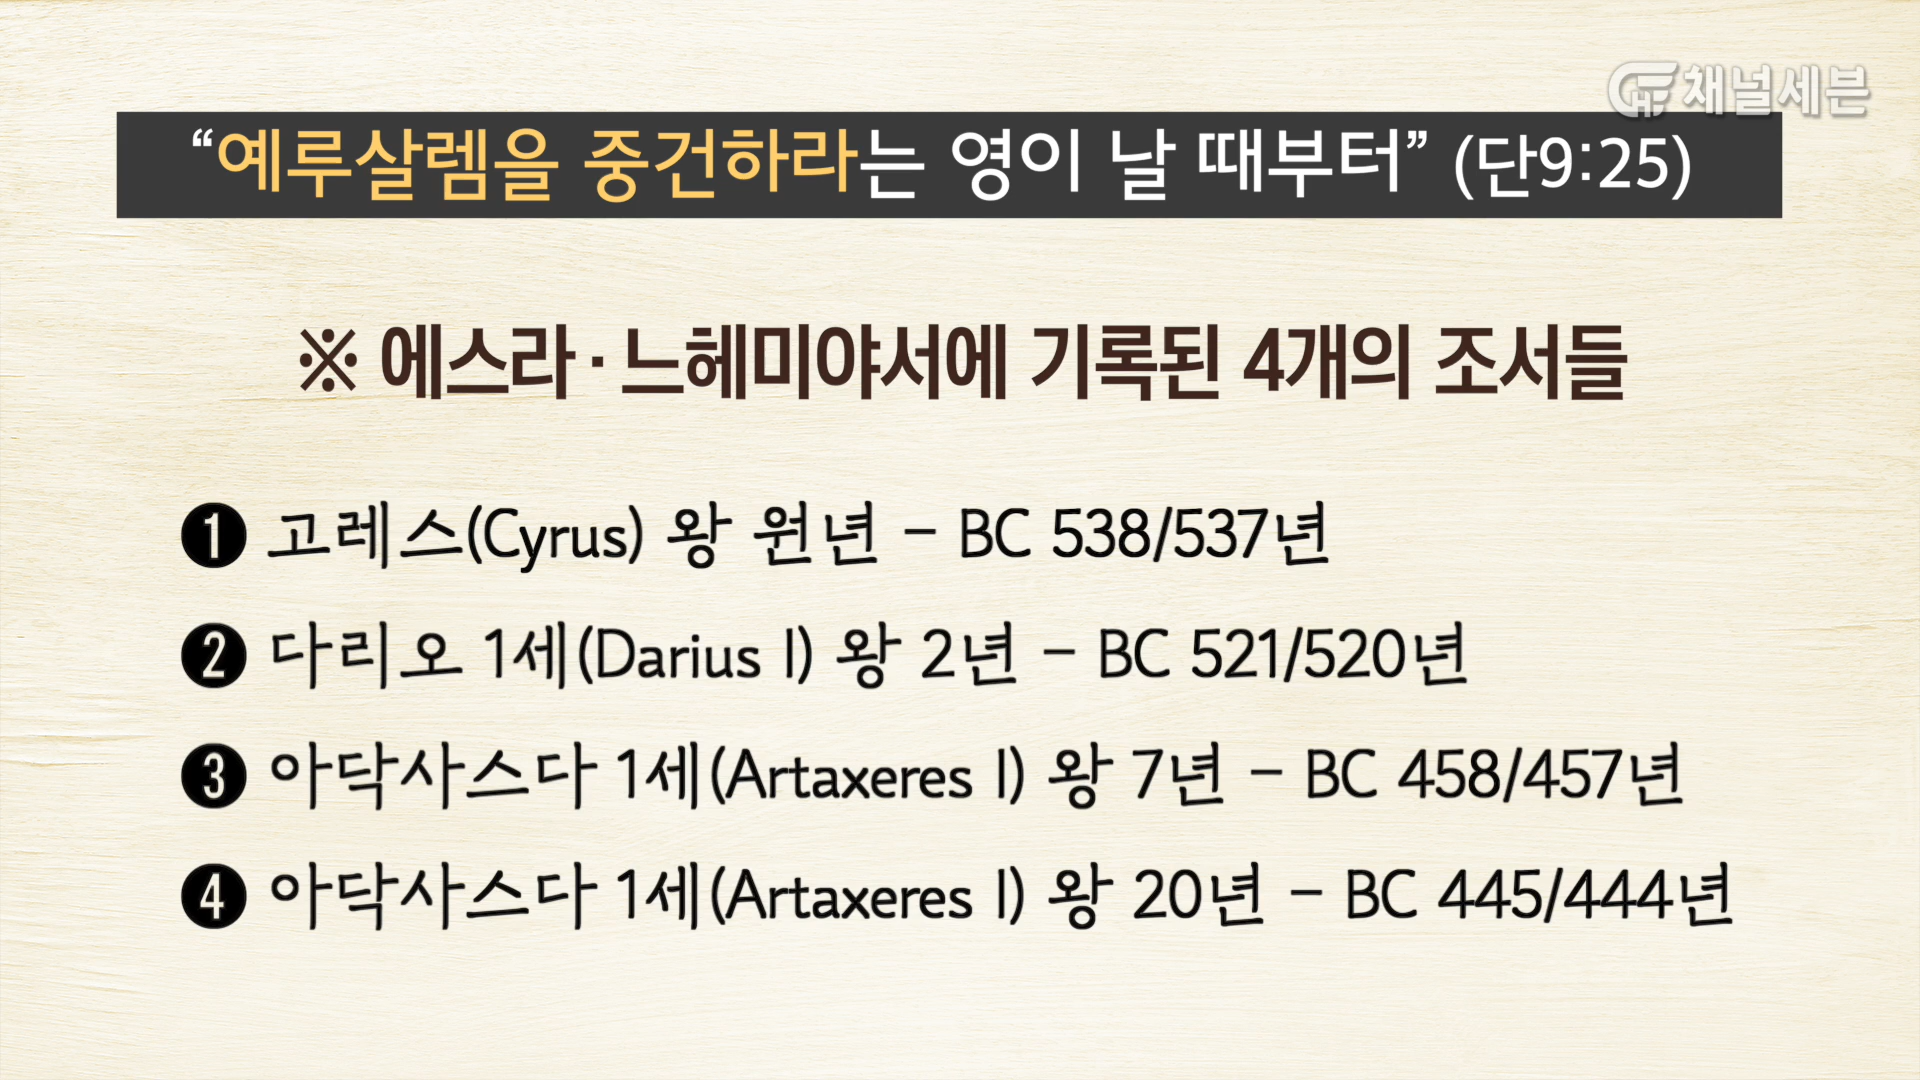 채널세븐
“예루살렘을 중건하라는 영이 날 때부터” (단9:25)
※ 에스라·느헤미야서에 기록된 4개의 조서들
❶ 고레스(Cyrus) 왕 원년 - BC 538/537년
❷ 다리오 1세(Darius I) 왕 2년 - BC 521/520년
❸ 아닥사스다 1세(Artaxeres I) 왕 7년 - BC 458/457년
❹ 아닥사스다 1세(Artaxeres I) 왕 20년 - BC 445/444년